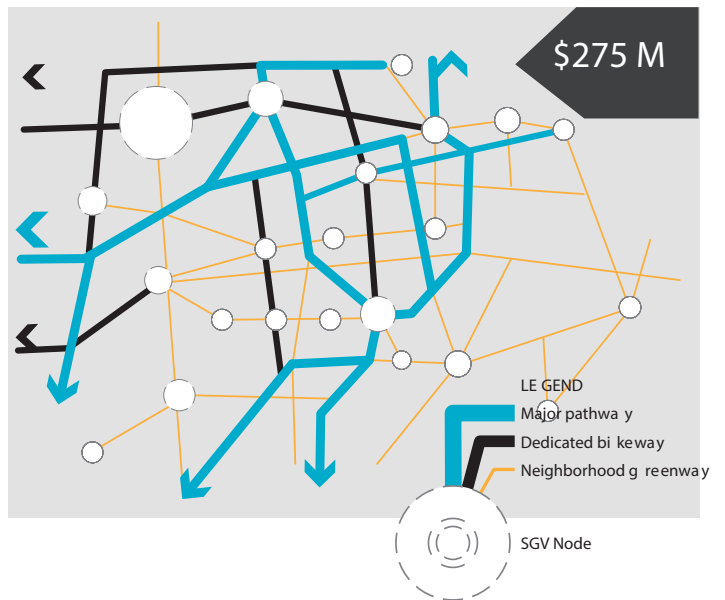 $275 M
LE GEND
Major pathwa y
Dedicated bi keway
Neighborhood g reenway
SGV Node